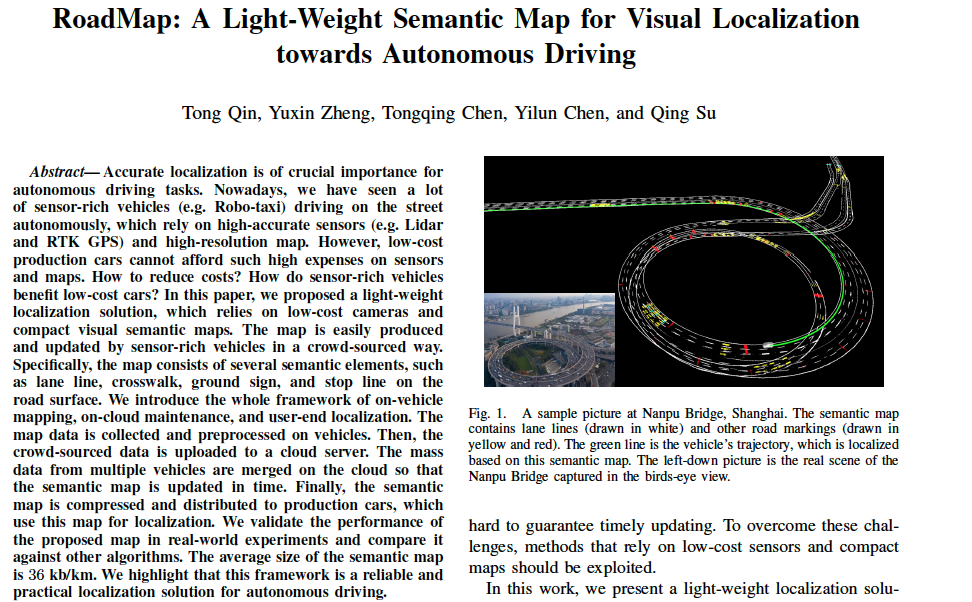 RoadMap: A Light-Weight Semantic Map for Visual Localization
towards Autonomous Driving
Tong Qin, Yuxin Zheng, Tongqing Chen, Yilun Chen, and Qing Su
Abstract— Accurate localization is of crucial importance for
autonomous driving tasks. Nowadays, we have seen a lot
of sensor-rich vehicles (e.g. Robo-taxi) driving on the street
autonomously, which rely on high-accurate sensors (e.g. Lidar
and RTK GPS) and high-resolution map. However, low-cost
production cars cannot afford such high expenses on sensors
and maps. How to reduce costs? How do sensor-rich vehicles
benefit low-cost cars? In this paper, we proposed a light-weight
localization solution, which relies on low-cost cameras and
compact visual semantic maps. The map is easily produced
and updated by sensor-rich vehicles in a crowd-sourced way.
Specifically, the map consists of several semantic elements, such
as lane line, crosswalk, ground sign, and stop line on the
road surface. We introduce the whole framework of on-vehicle
mapping, on-cloud maintenance, and user-end localization. The
map data is collected and preprocessed on vehicles. Then, the
crowd-sourced data is uploaded to a cloud server. The mass
data from multiple vehicles are merged on the cloud so that
the semantic map is updated in time. Finally, the semantic
map is compressed and distributed to production cars, which
use this map for localization. We validate the performance of
the proposed map in real-world experiments and compare it
against other algorithms. The average size of the semantic map
is 36 kb/km. We highlight that this framework is a reliable and
practical localization solution for autonomous driving.
Fig. 1. A sample picture at Nanpu Bridge, Shanghai. The semantic map
contains lane lines (drawn in white) and other road markings (drawn in
yellow and red). The green line is the vehicle's trajectory, which is localized
based on this semantic map. The left-down picture is the real scene of the
Nanpu Bridge captured in the birds-eye view.
hard to guarantee timely updating. To overcome these chal-
lenges, methods that rely on low-cost sensors and compact
maps should be exploited.
In this work, we present a light-weight localization solu-